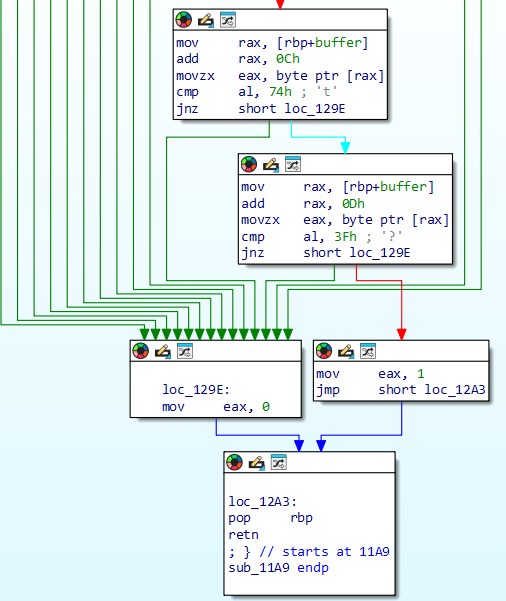 mov     rax, [rbp+buffer]
add     rax, 0Ch
movzx   eax, byte ptr [rax]
cmp     al, 74h ; 't'
jnz     short loc_129E
mov     rax, [rbp+buffer]
add     rax, 0Dh
movzx   eax, byte ptr [rax]
cmp     al, 3Fh ; '?'
jnz     short loc_129E
loc_129E:
mov     eax, 0
mov     eax, 1
jmp     short loc_12A3
loc_12A3:
pop     rbp
retn
; } // starts at 11A9
sub_11A9 endp